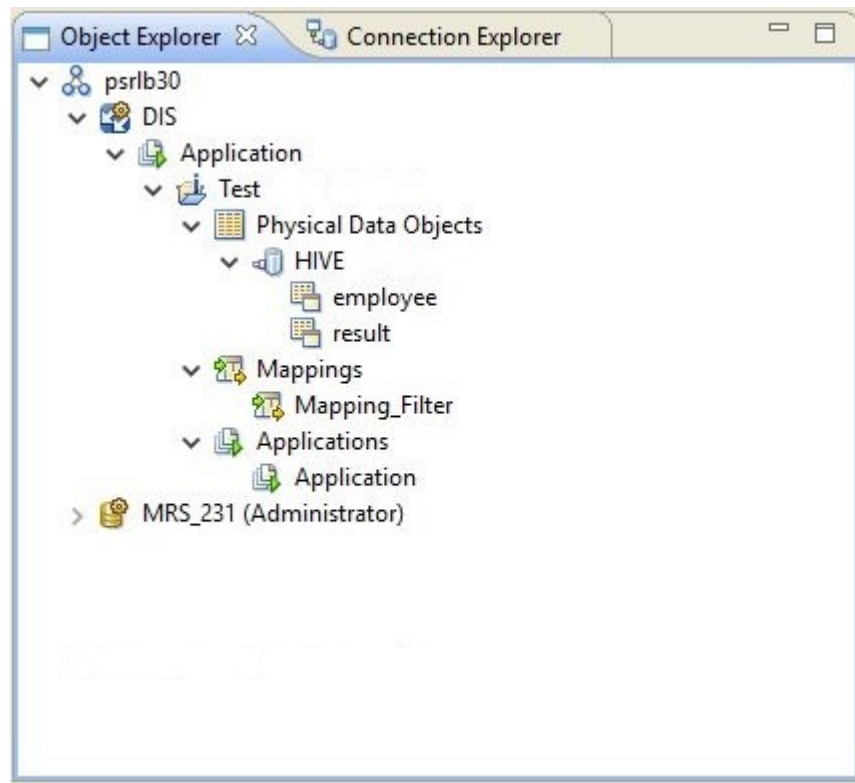 Object Explorer Connection Explorer
psrlb30
DIS
Application
Test
Physical Data Objects
HIVE
employee
result
Mappings
Mapping_Filter
Applications
Application
MRS_231 (Administrator)